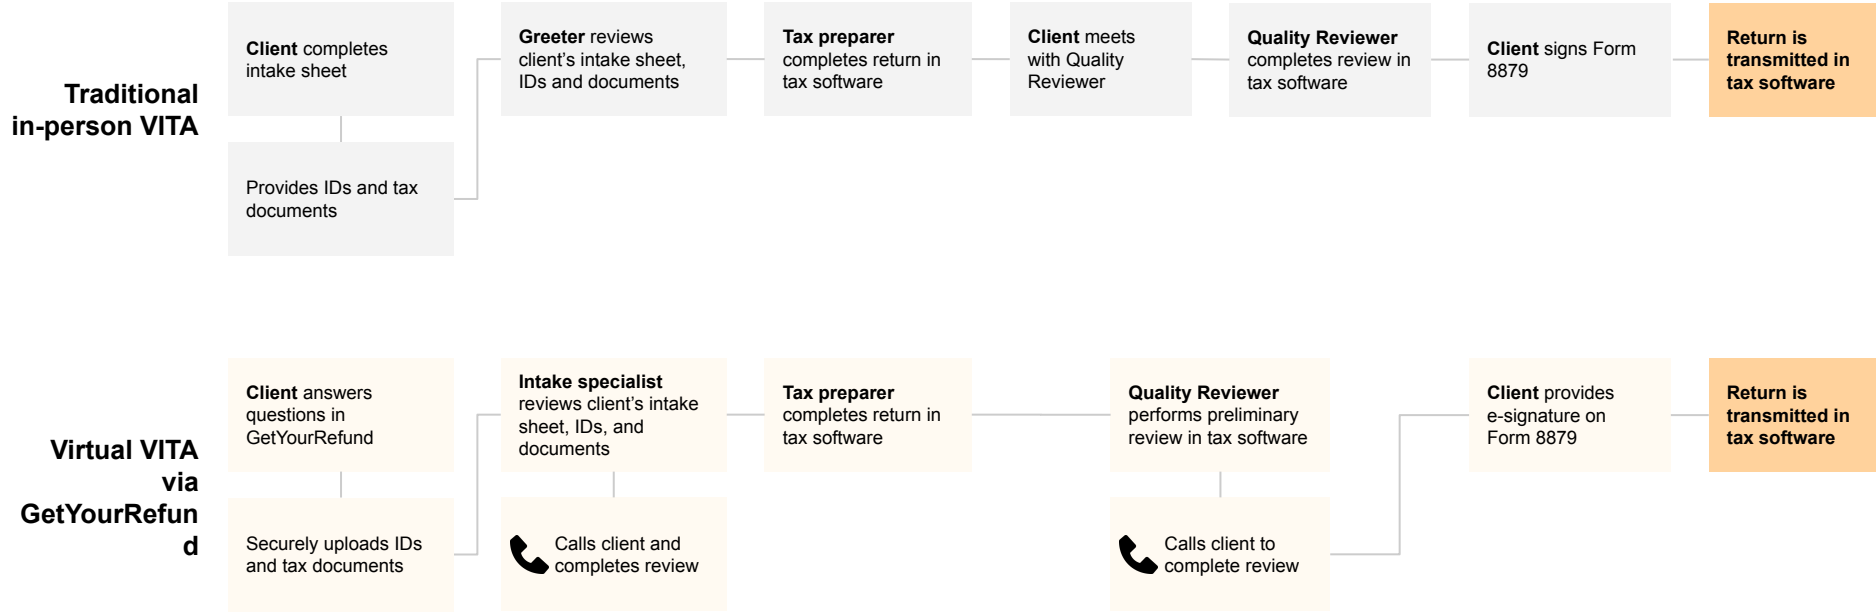 Traditional
in-person VITA
Client completes
intake sheet
Provides IDs and tax
documents
Greeter reviews
client’s intake sheet,
IDs and documents
Tax preparer
completes return in
tax software
Client meets
with Quality
Reviewer
Quality Reviewer
completes review in
tax software
Client signs Form
8879
Return is
transmitted in
tax software
Virtual VITA
via
GetYourRefun
d
Client answers
questions in
GetYourRefund
Securely uploads IDs
and tax documents
Intake specialist
reviews client’s intake
sheet, IDs, and
documents
Calls client and
completes review
Tax preparer
completes return in
tax software
Quality Reviewer
performs preliminary
review in tax software
Calls client to
complete review
Client provides
e-signature on
Form 8879
Return is
transmitted in
tax software